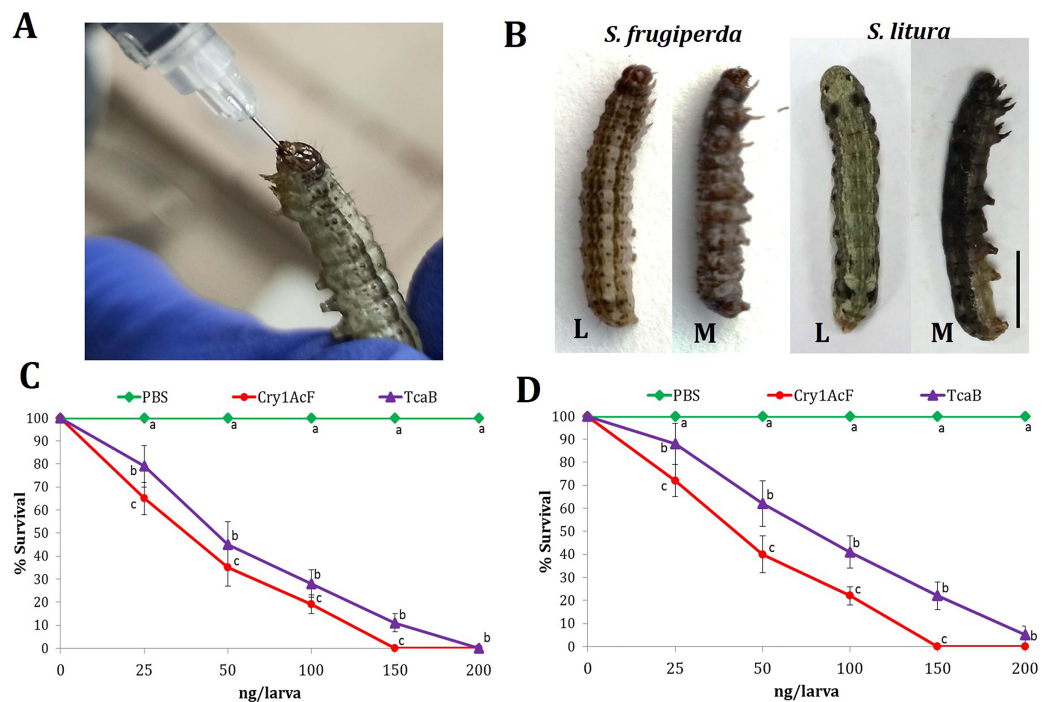 A
B
S. frugiperda
S. litura
L
M
L
M
C
PBS
Cry1AcF
TcaB
100
90
80
70
60
50
40
30
20
10
0
% Survival
a
a
a
a
a
b
c
b
c
b
c
b
c
b
0
25
50
100
150
200
ng/larva
D
PBS
Cry1AcF
TcaB
100
90
80
70
60
50
40
30
20
10
0
% Survival
a
a
a
a
a
b
c
b
c
b
c
b
c
b
0
25
50
100
150
200
ng/larva